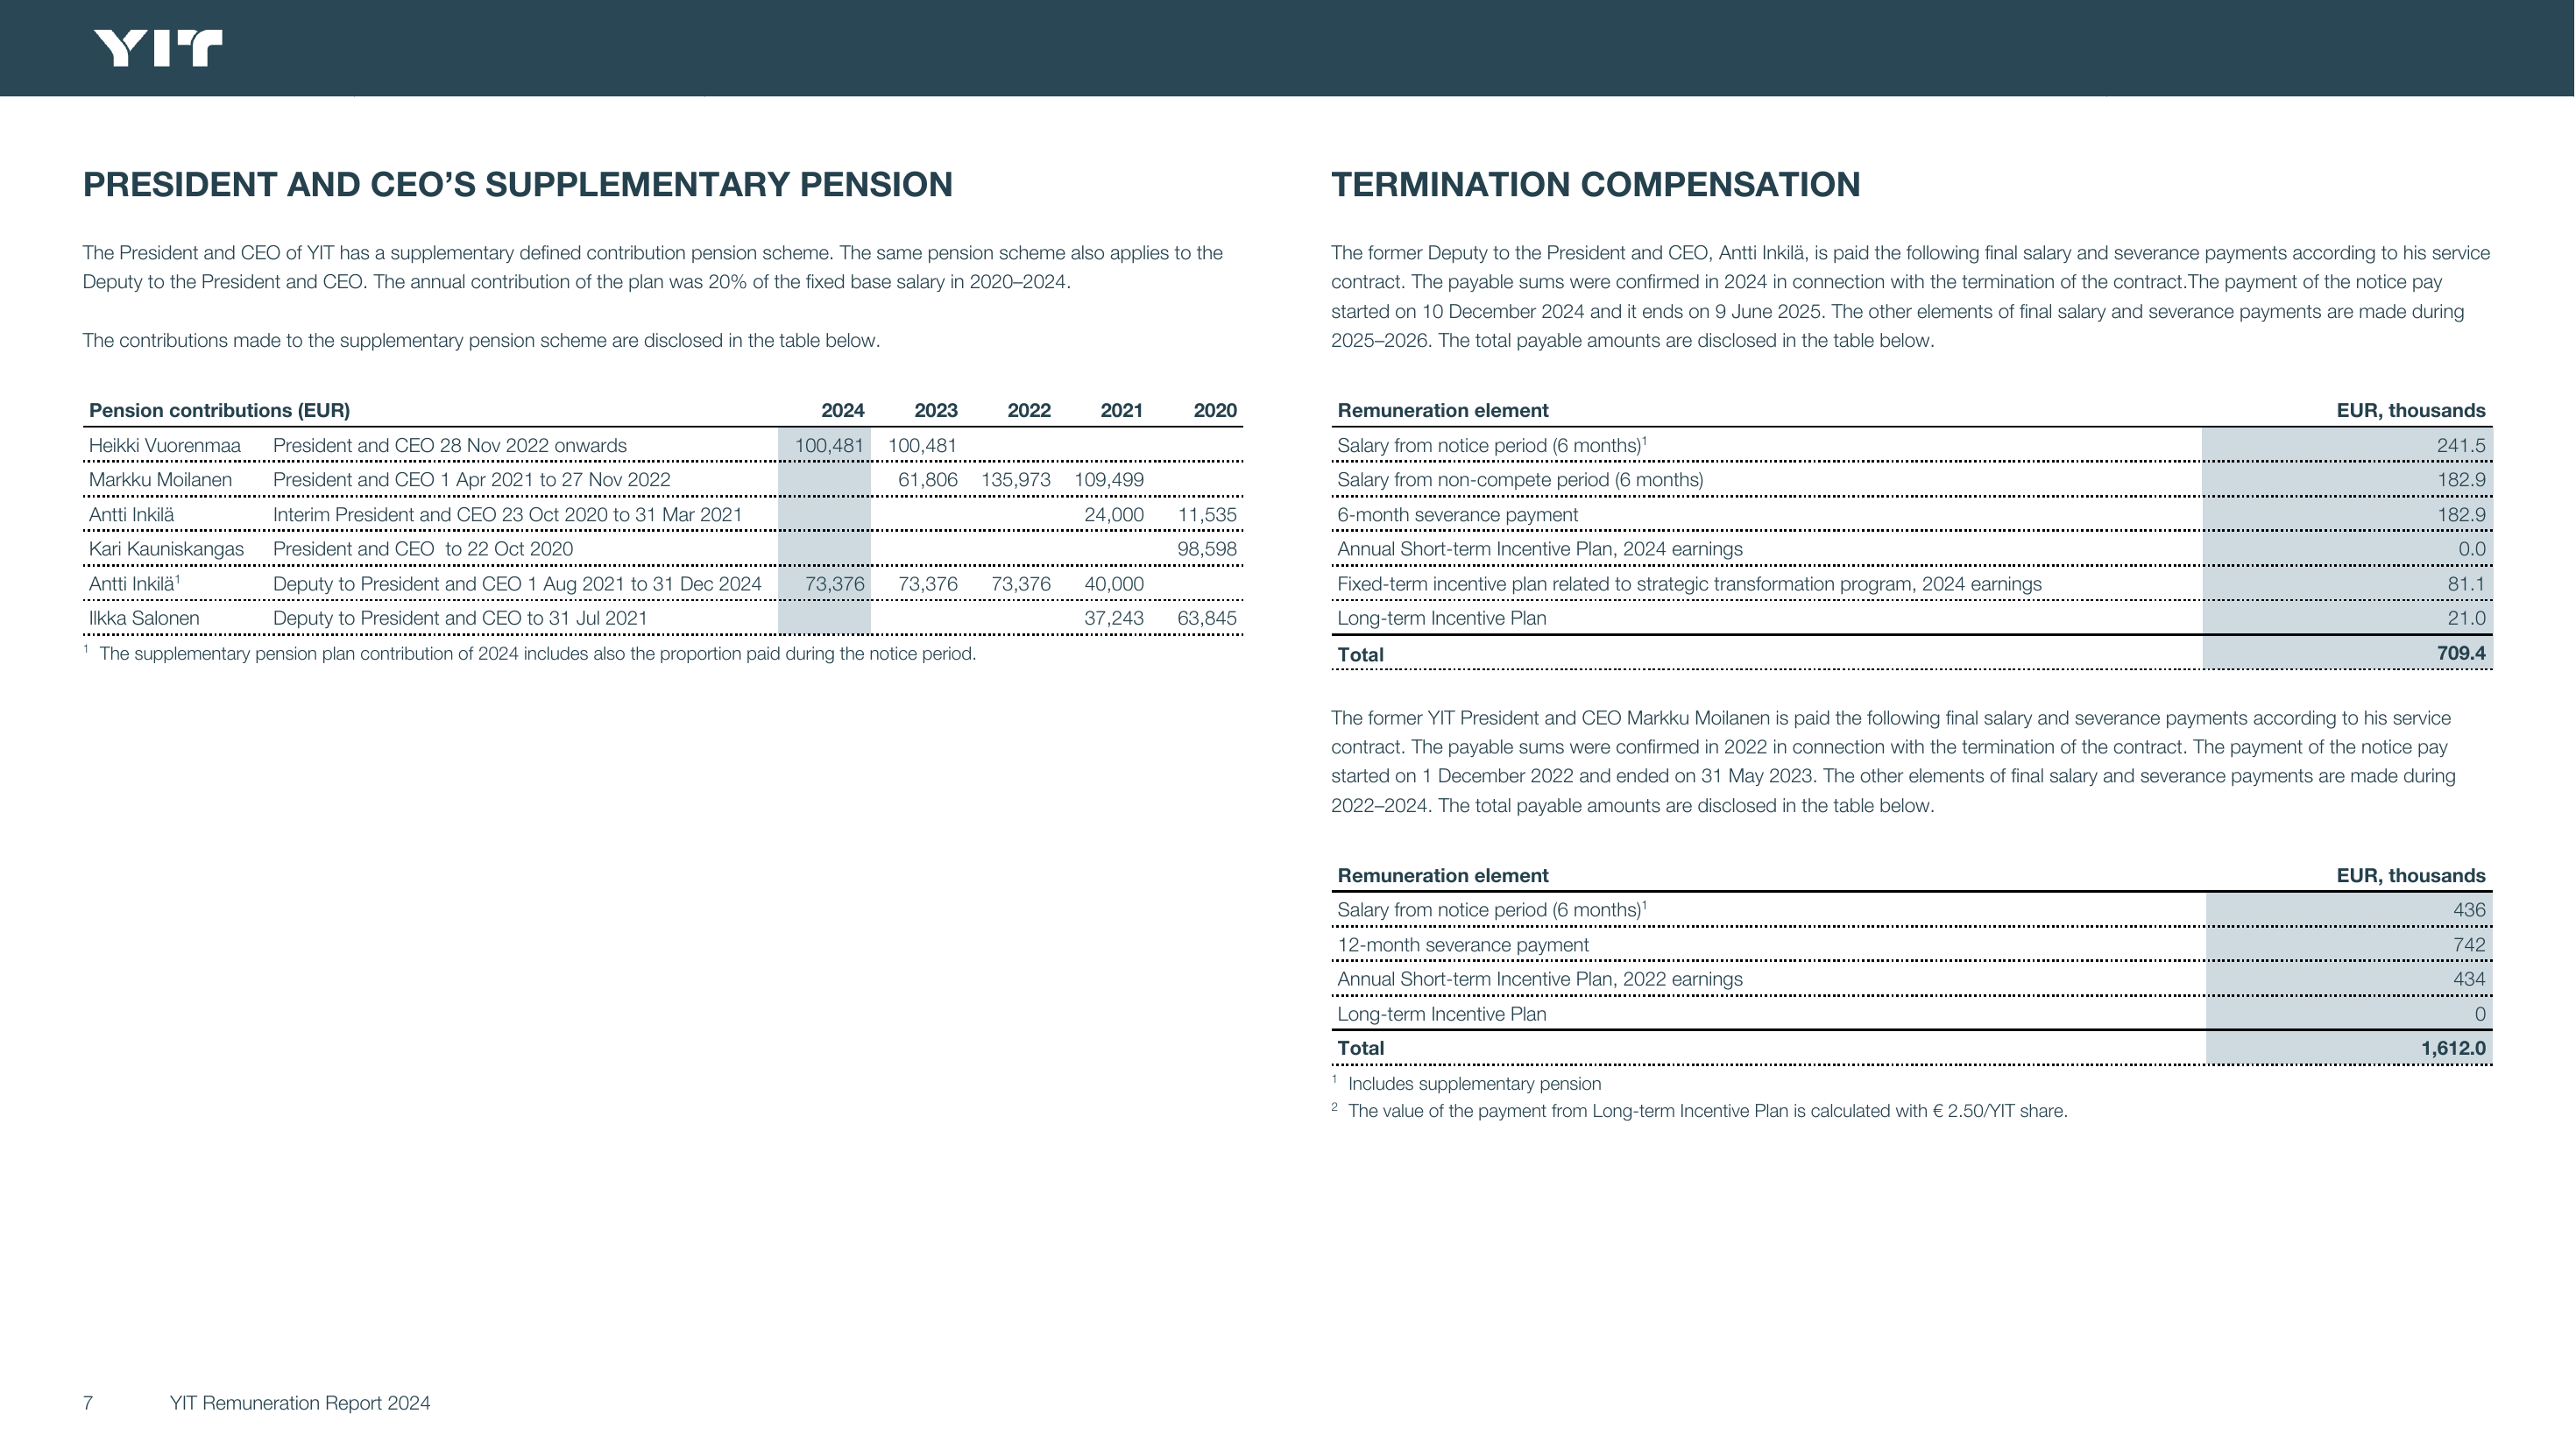 YIT
PRESIDENT AND CEO’S SUPPLEMENTARY PENSION
The President and CEO of YIT has a supplementary defined contribution pension scheme. The same pension scheme also applies to the
Deputy to the President and CEO. The annual contribution of the plan was 20% of the fixed base salary in 2020–2024.
The contributions made to the supplementary pension scheme are disclosed in the table below.
Pension contributions (EUR) 2024 2023 2022 2021 2020
Heikki Vuorenmaa President and CEO 28 Nov 2022 onwards 100,481 100,481
Markku Moilanen President and CEO 1 Apr 2021 to 27 Nov 2022 61,806 135,973 109,499
Antti Inkilä Interim President and CEO 23 Oct 2020 to 31 Mar 2021 24,000 11,535
Kari Kauniskangas President and CEO to 22 Oct 2020 98,598
Antti Inkilä¹ Deputy to President and CEO 1 Aug 2021 to 31 Dec 2024 73,376 73,376 73,376 40,000
Ilkka Salonen Deputy to President and CEO to 31 Jul 2021 37,243 63,845
¹ The supplementary pension plan contribution of 2024 includes also the proportion paid during the notice period.
TERMINATION COMPENSATION
The former Deputy to the President and CEO, Antti Inkilä, is paid the following final salary and severance payments according to his service
contract. The payable sums were confirmed in 2024 in connection with the termination of the contract.The payment of the notice pay
started on 10 December 2024 and it ends on 9 June 2025. The other elements of final salary and severance payments are made during
2025–2026. The total payable amounts are disclosed in the table below.
Remuneration element EUR, thousands
Salary from notice period (6 months)¹ 241.5
Salary from non-compete period (6 months) 182.9
6-month severance payment 182.9
Annual Short-term Incentive Plan, 2024 earnings 0.0
Fixed-term incentive plan related to strategic transformation program, 2024 earnings 81.1
Long-term Incentive Plan 21.0
Total 709.4
The former YIT President and CEO Markku Moilanen is paid the following final salary and severance payments according to his service
contract. The payable sums were confirmed in 2022 in connection with the termination of the contract. The payment of the notice pay
started on 1 December 2022 and ended on 31 May 2023. The other elements of final salary and severance payments are made during
2022–2024. The total payable amounts are disclosed in the table below.
Remuneration element EUR, thousands
Salary from notice period (6 months)¹ 436
12-month severance payment 742
Annual Short-term Incentive Plan, 2022 earnings 434
Long-term Incentive Plan 0
Total 1,612.0
¹ Includes supplementary pension
² The value of the payment from Long-term Incentive Plan is calculated with € 2.50/YIT share.
7 YIT Remuneration Report 2024